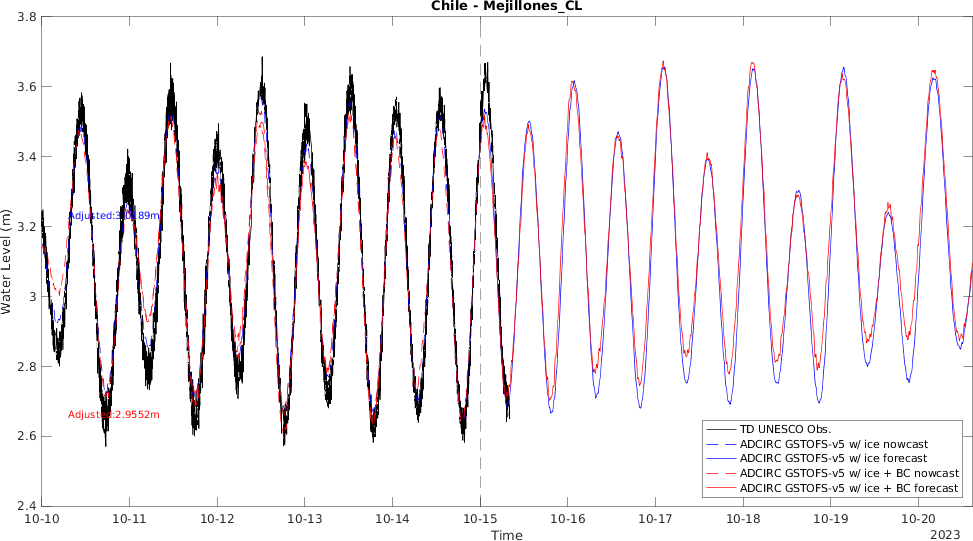 Chile - Mejillones_CL
3.8
3.6
3.4
3.2
3
2.8
2.6
2.4
Water Level (m)
Adjusted:2.9552m
TD UNESCO Obs.
ADCIRC GSTOFS-v5 w/ ice nowcast
ADCIRC GSTOFS-v5 w/ ice forecast
ADCIRC GSTOFS-v5 w/ ice + BC nowcast
ADCIRC GSTOFS-v5 w/ ice + BC forecast
10-10 10-11 10-12 10-13 10-14 10-15 10-16 10-17 10-18 10-19 10-20
2023
Time